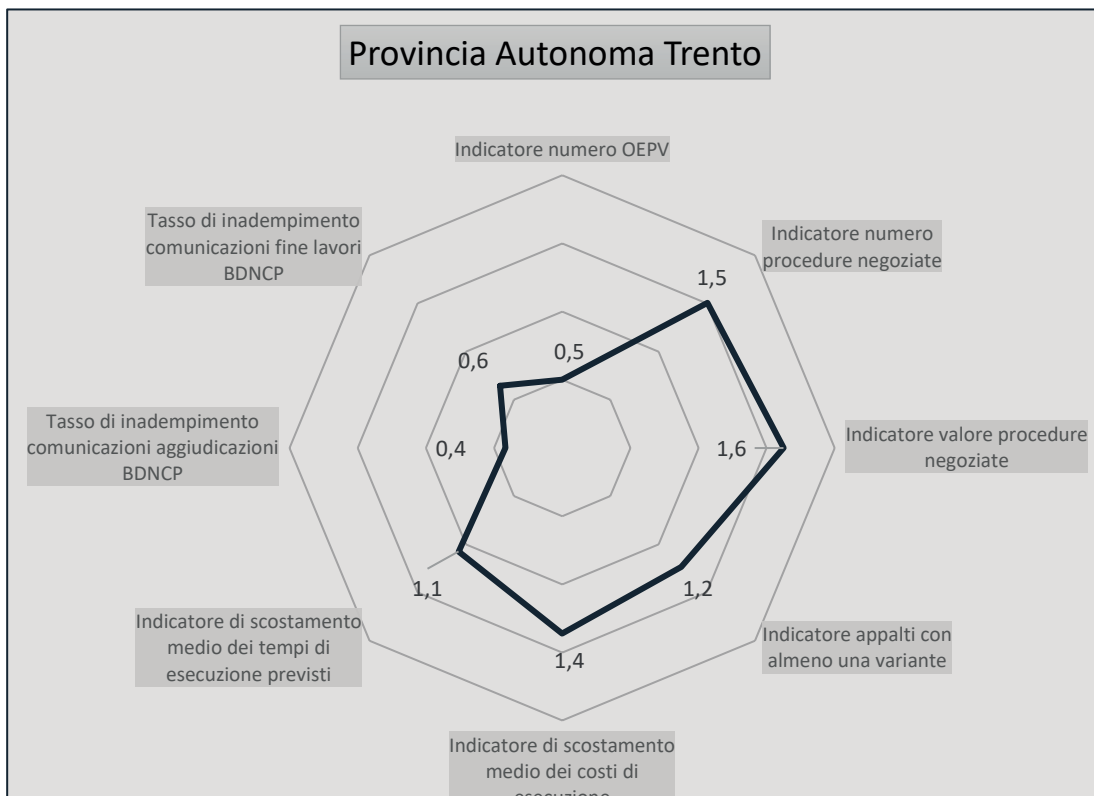 Provincia Autonoma Trento
Indicatore numero OEPV
Tasso di inadempimento
comunicazioni fine lavori
BDNCP
Indicatore numero
procedure negoziate
1,5
0,6
0,5
Tasso di inadempimento
comunicazioni aggiudicazioni
BDNCP
0,4
1,6
Indicatore valore procedure
negoziate
1,1
1,2
Indicatore di scostamento
medio dei tempi di
esecuzione previsti
1,4
Indicatore appalti con
almeno una variante
Indicatore di scostamento
medio dei costi di
esecuzione